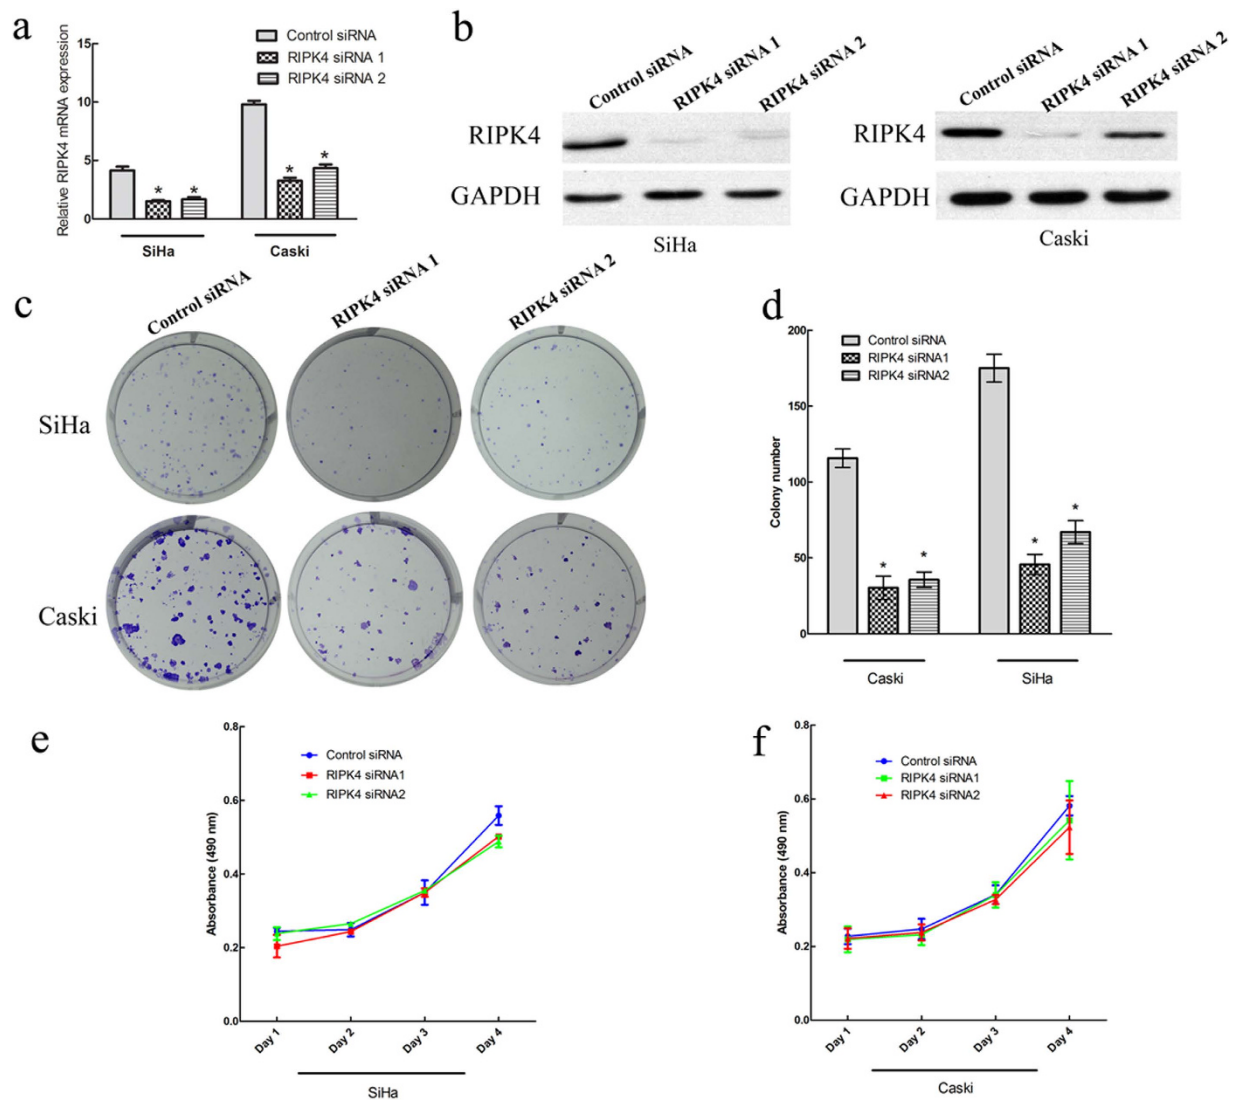 a
Control siRNA
RIPK4 siRNA 1
RIPK4 siRNA 2
Relative RIPK4 mRNA expression
15
10
5
0
*
*
*
*
SiHa
Caski
b
Control siRNA
RIPK4 siRNA 1
RIPK4 siRNA 2
RIPK4
GAPDH
SiHa
Control siRNA
RIPK4 siRNA 1
RIPK4 siRNA 2
RIPK4
GAPDH
Caski
c
Control siRNA
RIPK4 siRNA 1
RIPK4 siRNA 2
SiHa
Caski
d
Control siRNA
RIPK4 siRNA1
RIPK4 siRNA2
Colony number
200
150
100
50
0
*
*
*
*
Caski
SiHa
e
Control siRNA
RIPK4 siRNA1
RIPK4 siRNA2
Absorbance (490 nm)
0.8
0.6
0.4
0.2
0.0
Day 1
Day 2
Day 3
Day 4
SiHa
f
Control siRNA
RIPK4 siRNA1
RIPK4 siRNA2
Absorbance (490 nm)
0.8
0.6
0.4
0.2
0.0
Day 1
Day 2
Day 3
Day 4
Caski